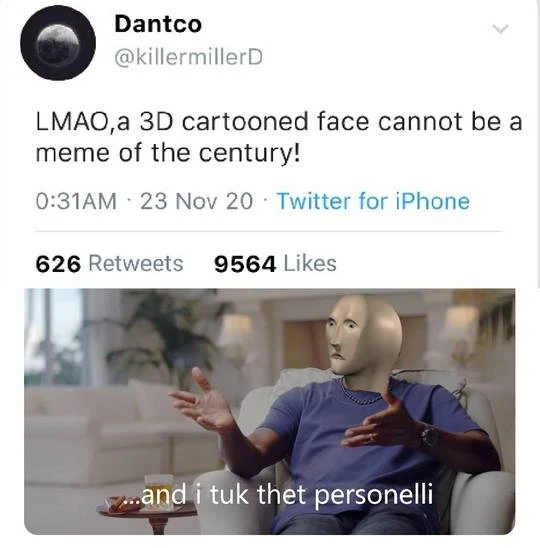 Dantco
@killermillerD
LMAO,a 3D cartooned face cannot be a
meme of the century!
0:31AM · 23 Nov 20 · Twitter for iPhone
626 Retweets 9564 Likes
...and i tuk thet personelli